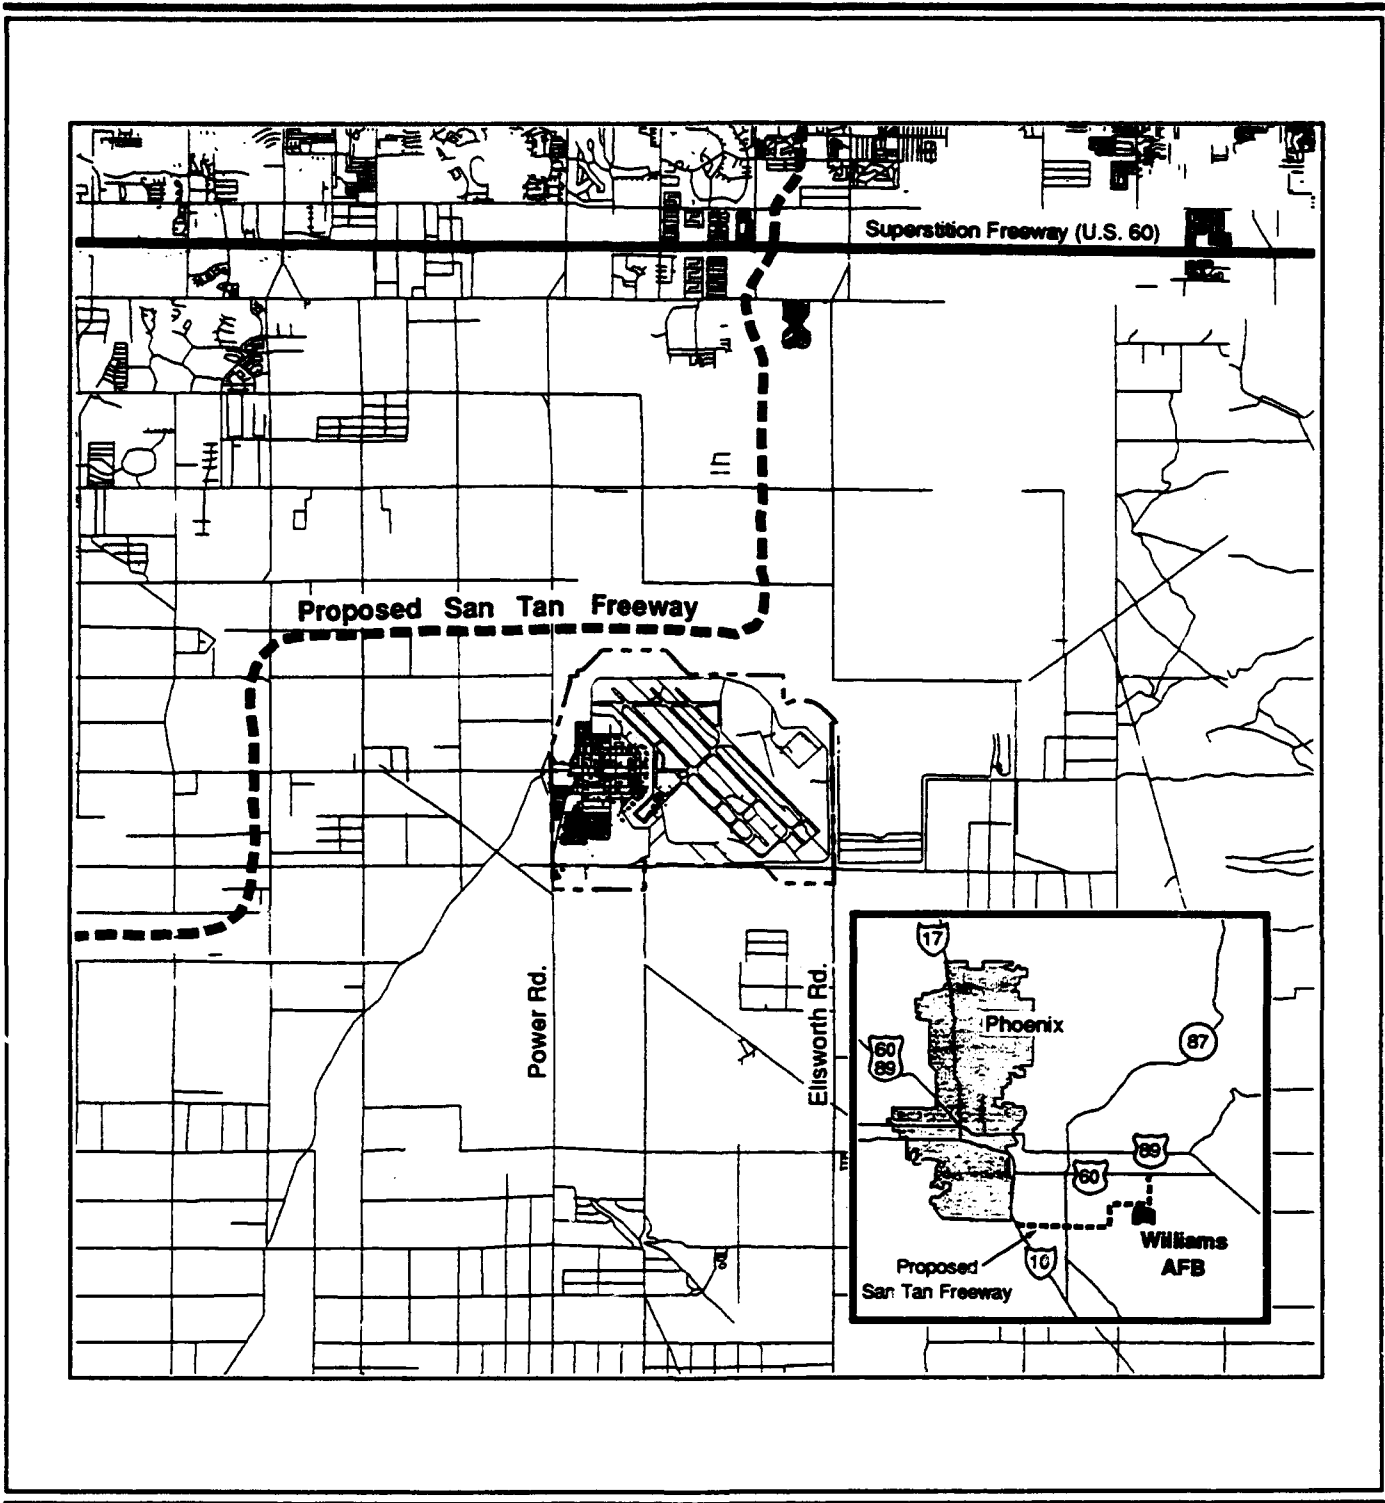 Superstition Freeway (U.S. 60)
Proposed San Tan Freeway
Power Rd.
Ellsworth Rd.
17
Phoenix
60
89
87
89
60
Williams
AFB
Proposed
San Tan Freeway
10